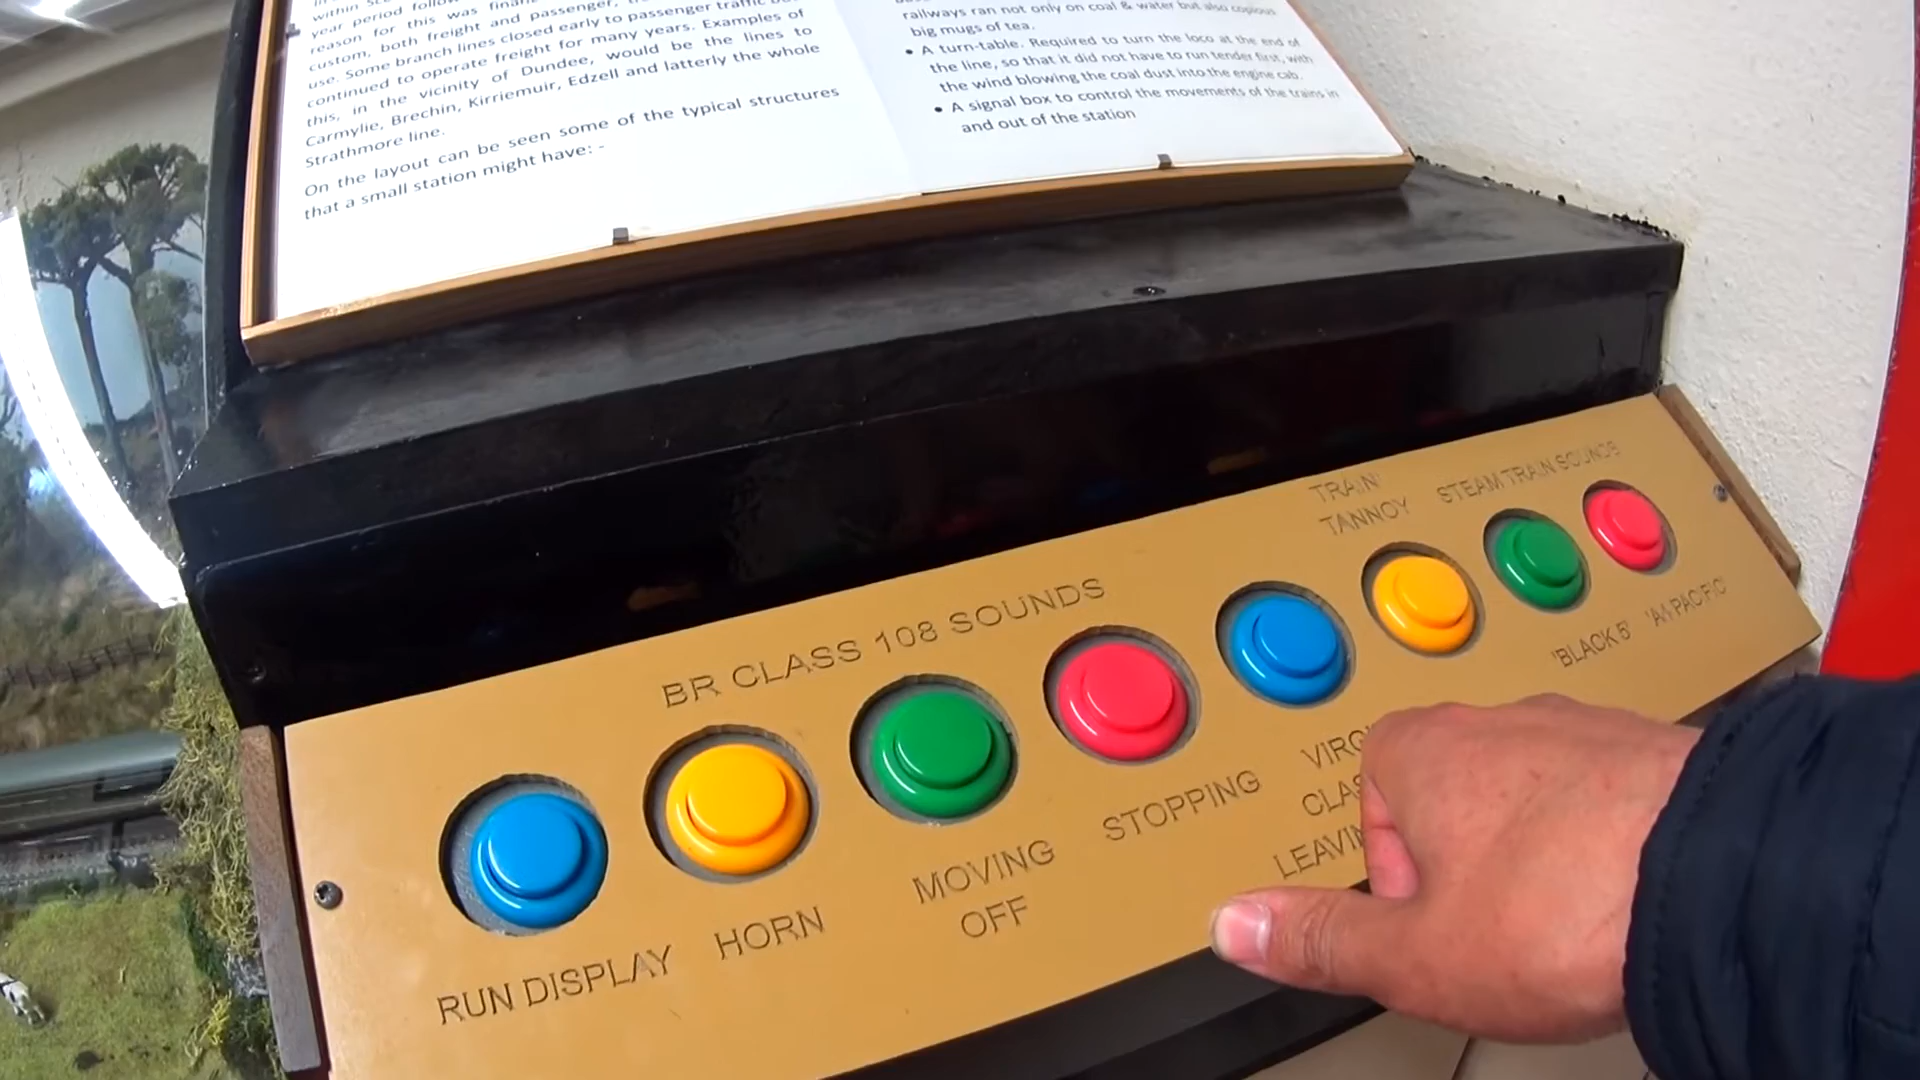 within
year period follow
reason for this was finan
custom, both freight and passenger,
use. Some branch lines closed early to passenger traffic
continued to operate freight for many years. Examples of
this, in the vicinity of Dundee, would be the lines to
Carmylie, Brechin, Kirriemuir, Edzell and latterly the whole
Strathmore line.
On the layout can be seen some of the typical structures
that a small station might have: -
railways ran not only on coal & water but also copious
big mugs of tea.
• A turn-table. Required to turn the loco at the end of
the line, so that it did not have to run tender first, with
the wind blowing the coal dust into the engine cab.
• A signal box to control the movements of the trains in
and out of the station
TRAIN
TANNOY
STEAM TRAIN SOUNDS
BR CLASS 108 SOUNDS
RUN DISPLAY
HORN
MOVING
OFF
STOPPING
VIRGI
CLAS
LEAVIN
'BLACK 5'
'A4 PACIFIC'